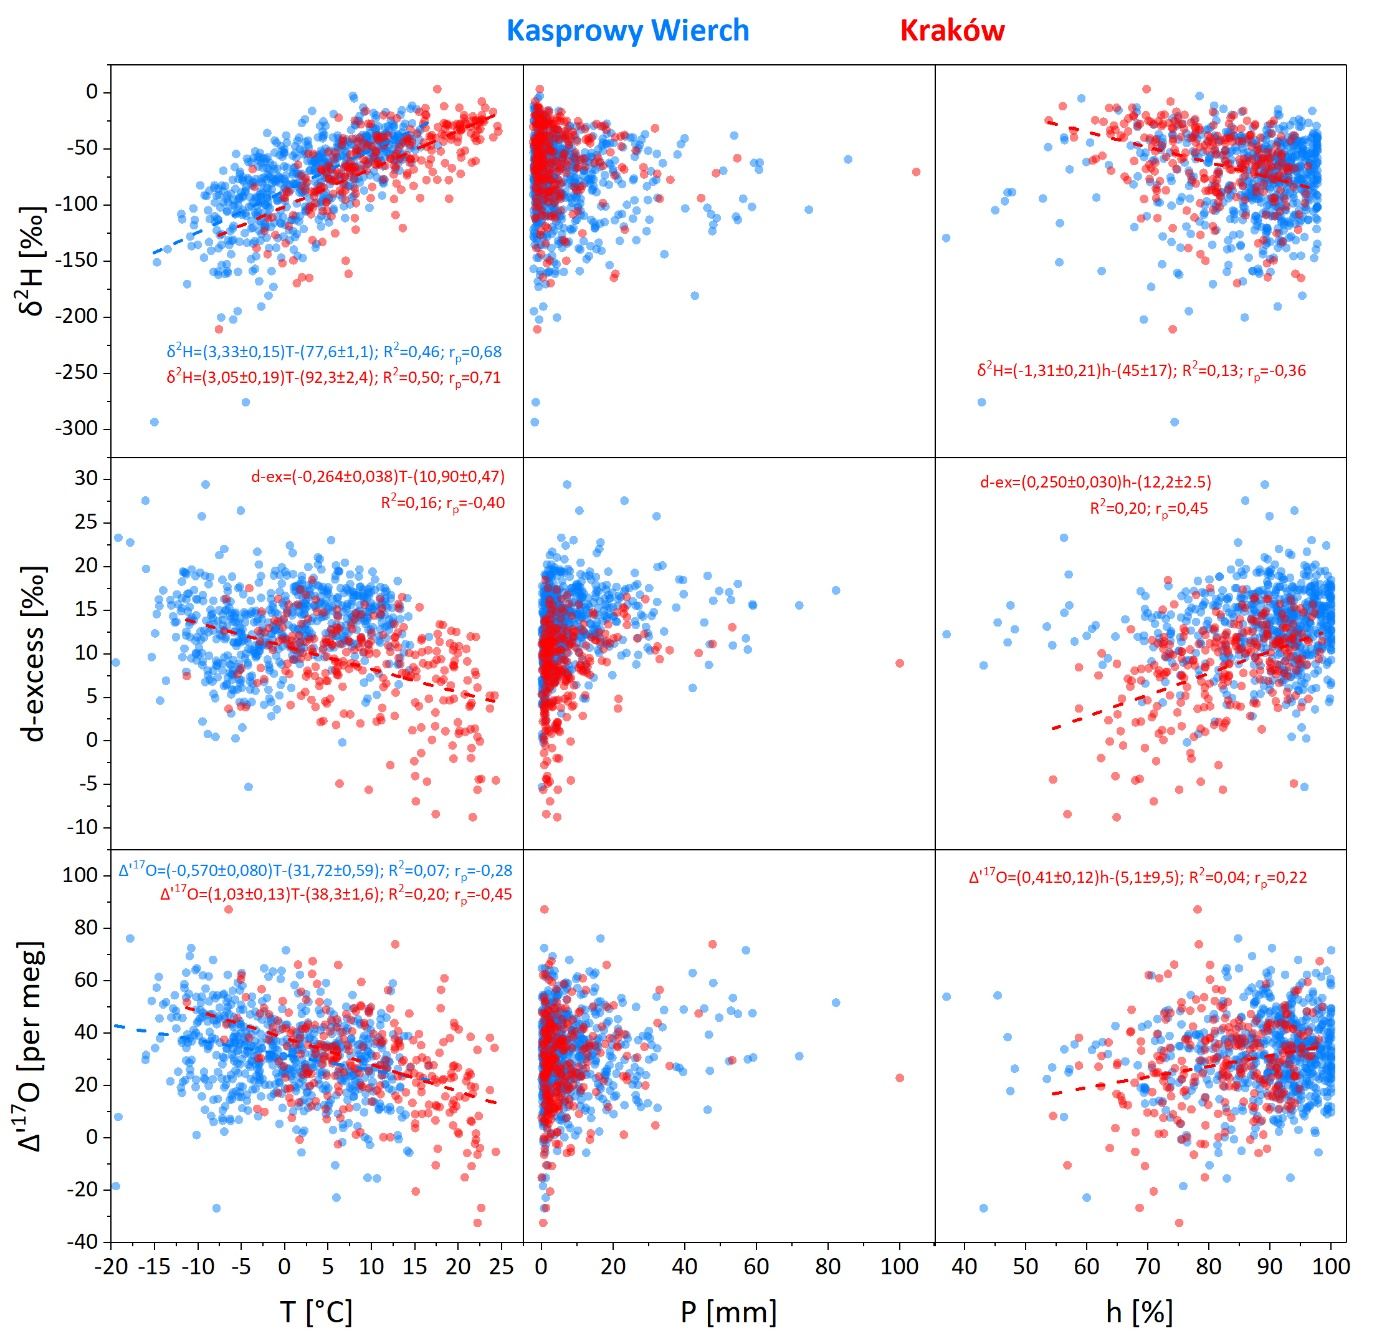 Kasprowy Wierch Kraków
0
-50
-100
-150
-200
-250
-300
δ²H [‰]
δ²H=(3,33±0,15)T-(77,6±1,1); R²=0,46; rₚ=0,68
δ²H=(3,05±0,19)T-(92,3±2,4); R²=0,50; rₚ=0,71
δ²H=(-1,31±0,21)h-(45±17); R²=0,13; rₚ=-0,36
30
25
20
15
10
5
0
-5
-10
d-excess [‰]
d-ex=(-0,264±0,038)T-(10,90±0,47)
R²=0,16; rₚ=-0,40
d-ex=(0,250±0,030)h-(12,2±2.5)
R²=0,20; rₚ=0,45
100
80
60
40
20
0
-20
-40
Δ'¹⁷O [per meg]
Δ'¹⁷O=(-0,570±0,080)T-(31,72±0,59); R²=0,07; rₚ=-0,28
Δ'¹⁷O=(1,03±0,13)T-(38,3±1,6); R²=0,20; rₚ=-0,45
Δ'¹⁷O=(0,41±0,12)h-(5,1±9,5); R²=0,04; rₚ=0,22
-20 -15 -10 -5 0 5 10 15 20 25 0 20 40 60 80 100 40 50 60 70 80 90 100
T [°C] P [mm] h [%]